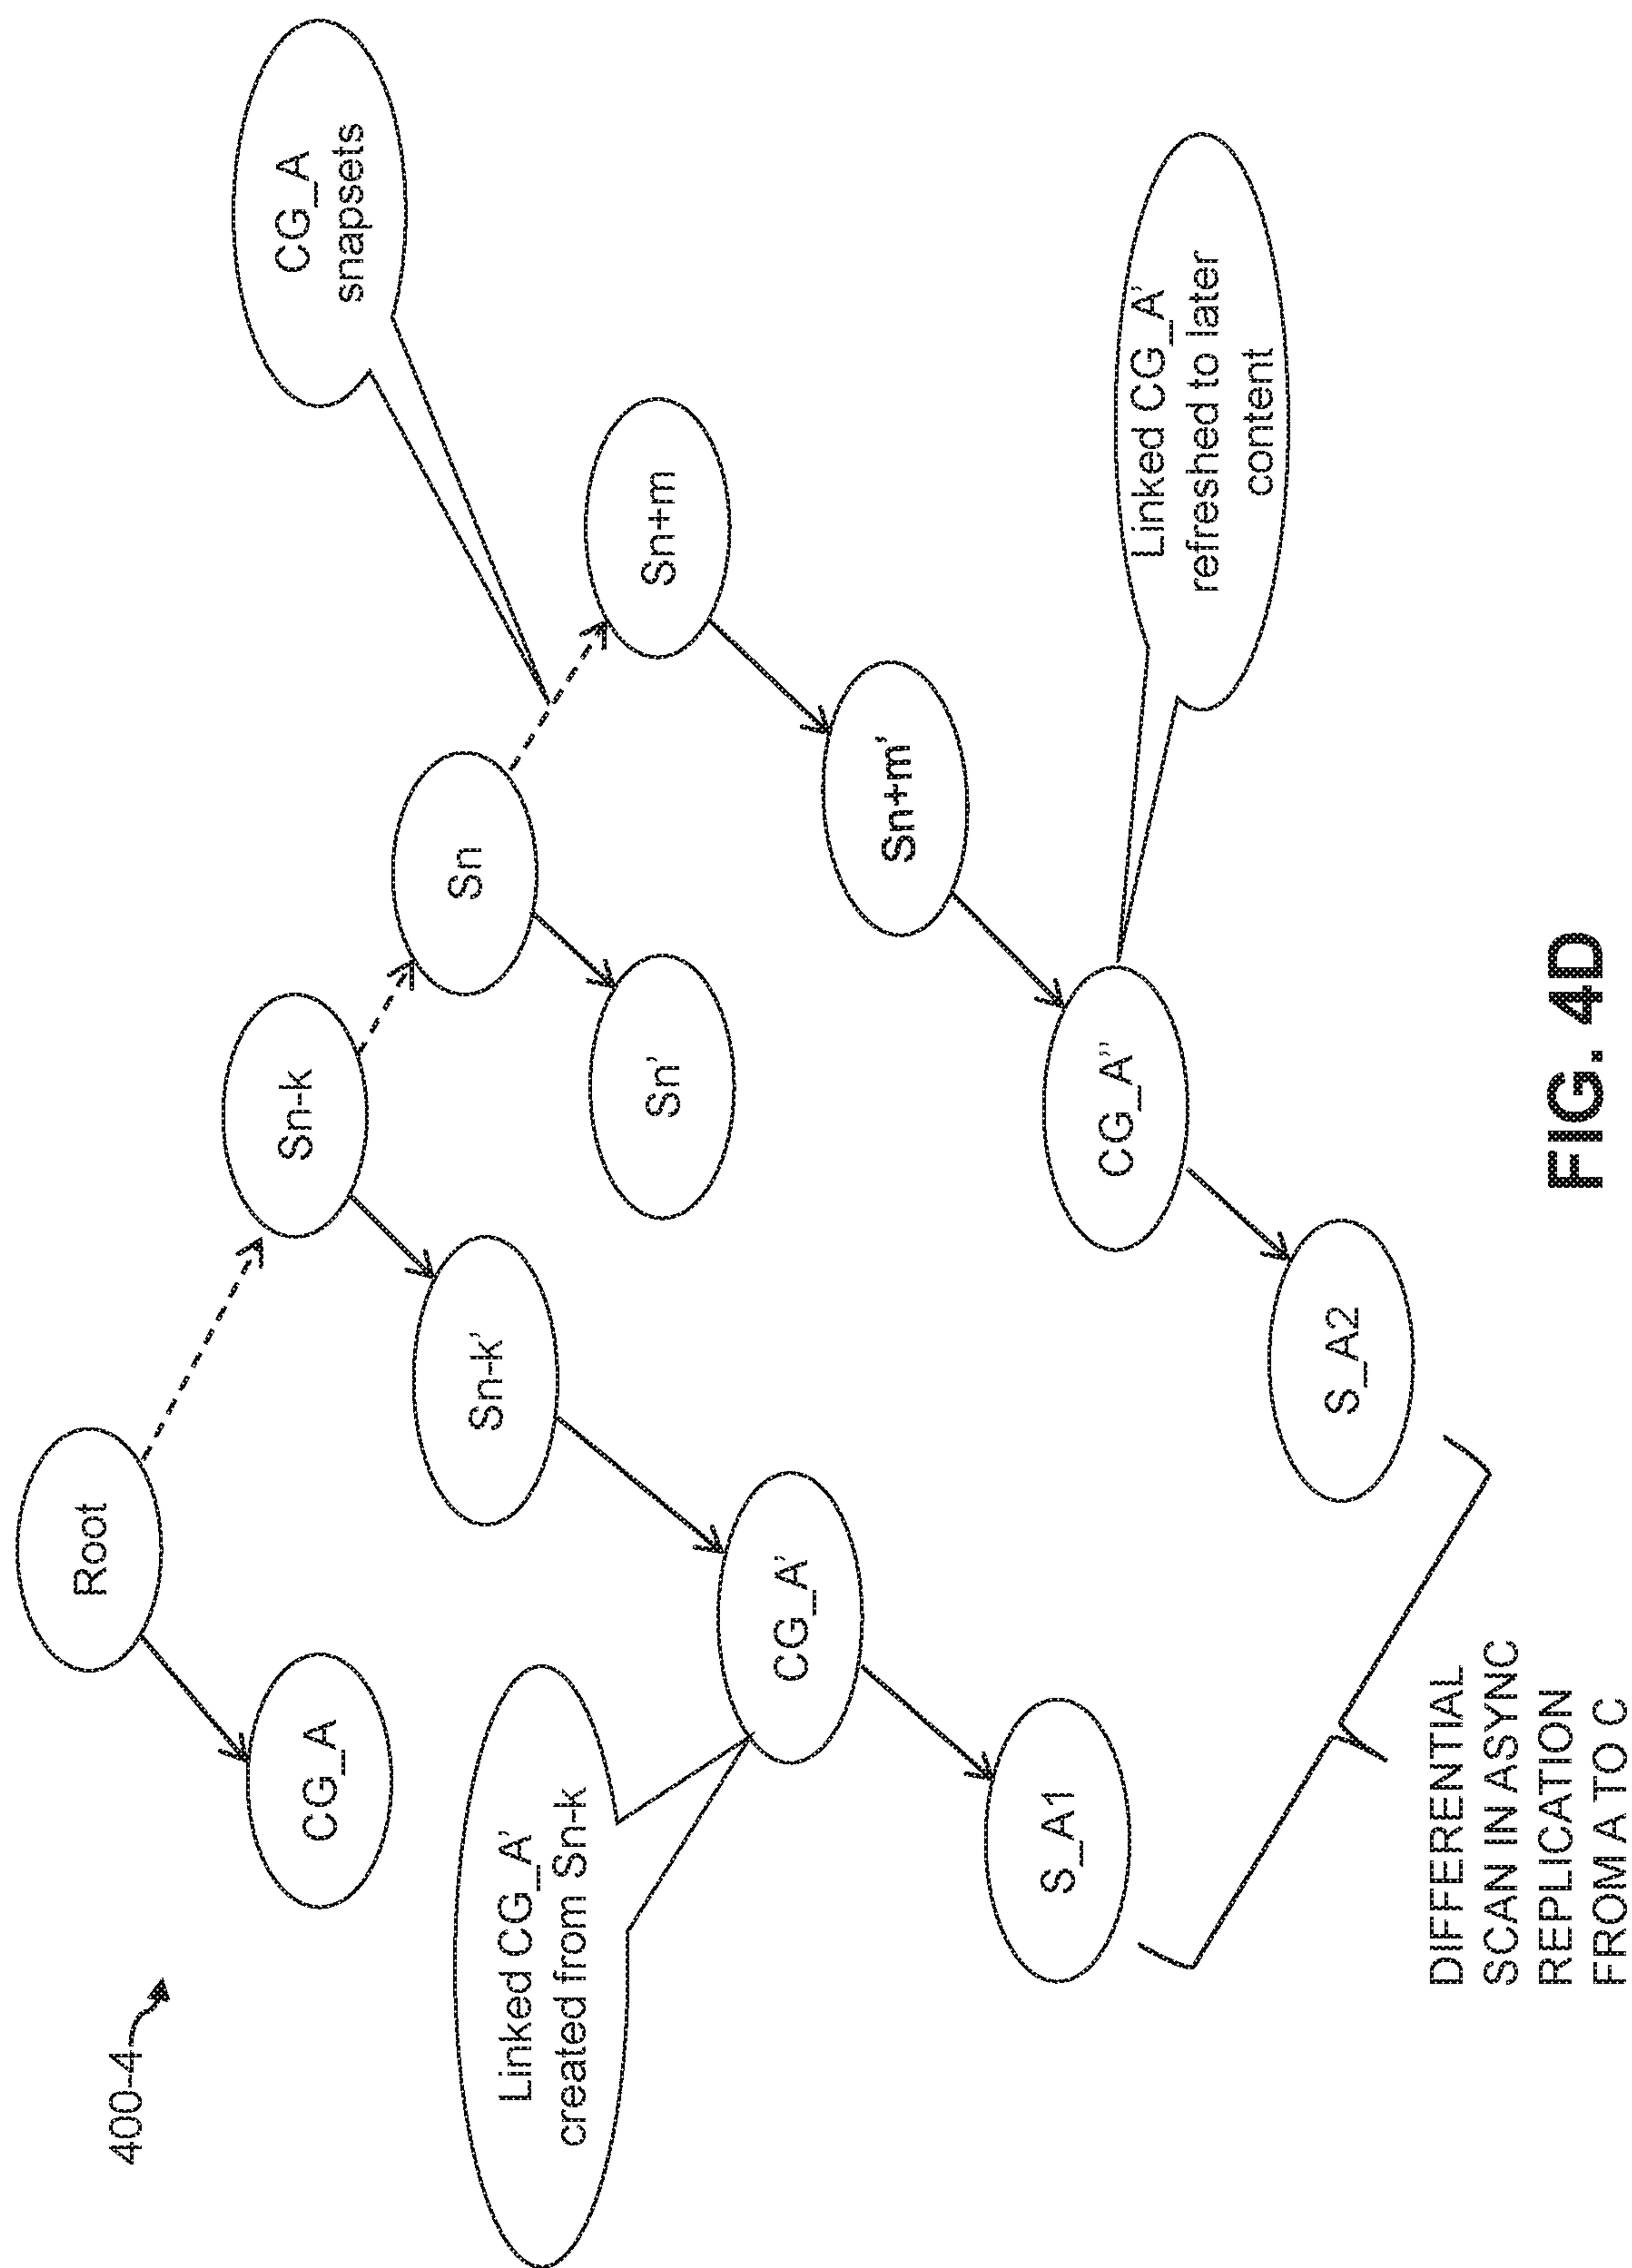 400-4
Root
CG_A
Sn-k
CG_A
snapsets
Sn-k'
Sn
Linked CG_A'
created from Sn-k
CG_A'
Sn'
Sn+m
S_A1
Sn+m'
CG_A''
Linked CG_A'
refreshed to later
content
S_A2
DIFFERENTIAL
SCAN IN ASYNC
REPLICATION
FROM A TO C
FIG. 4D